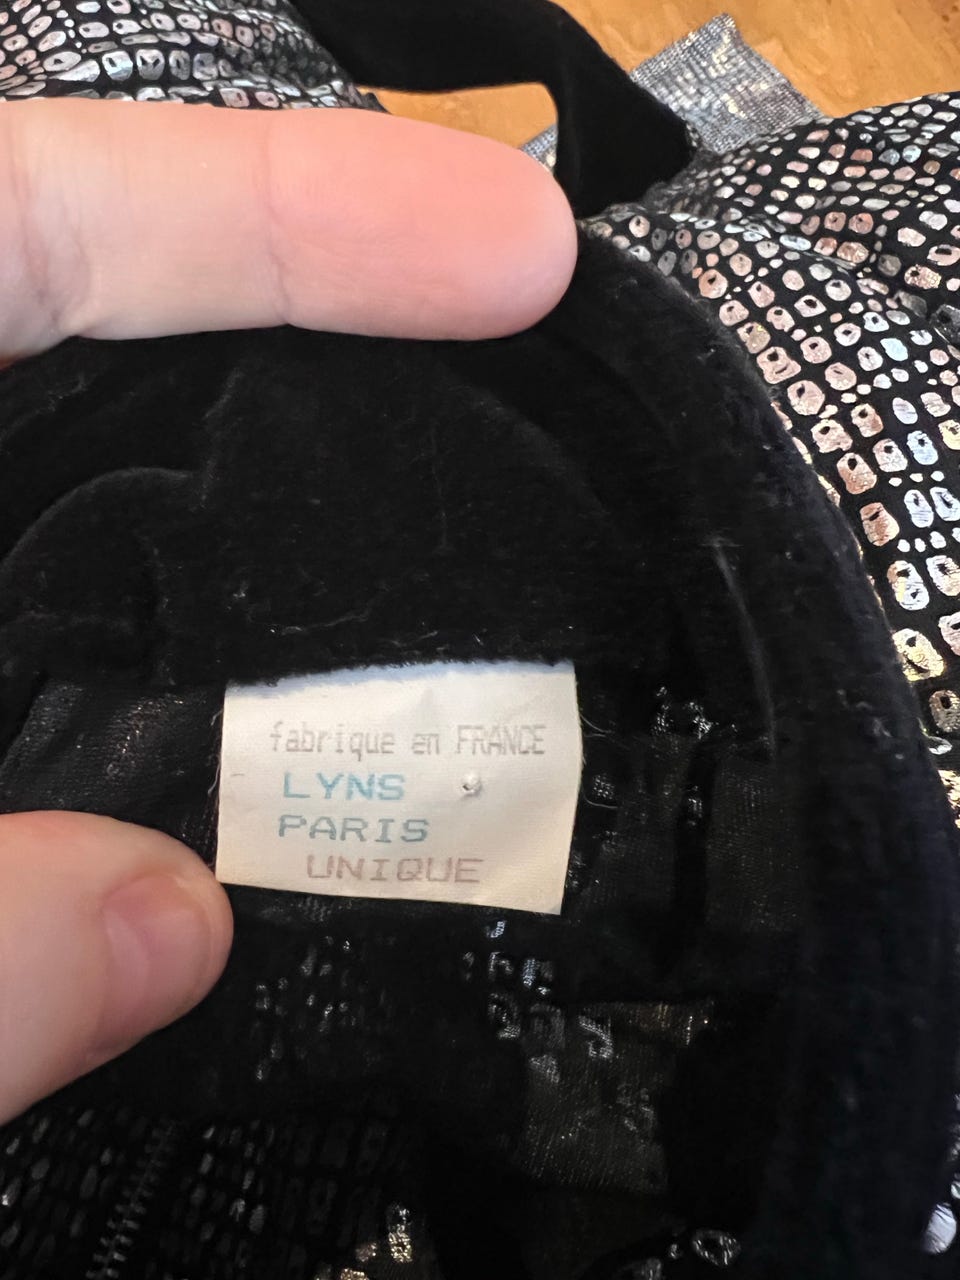 fabrique en FRANCE
LYNS
PARIS
UNIQUE